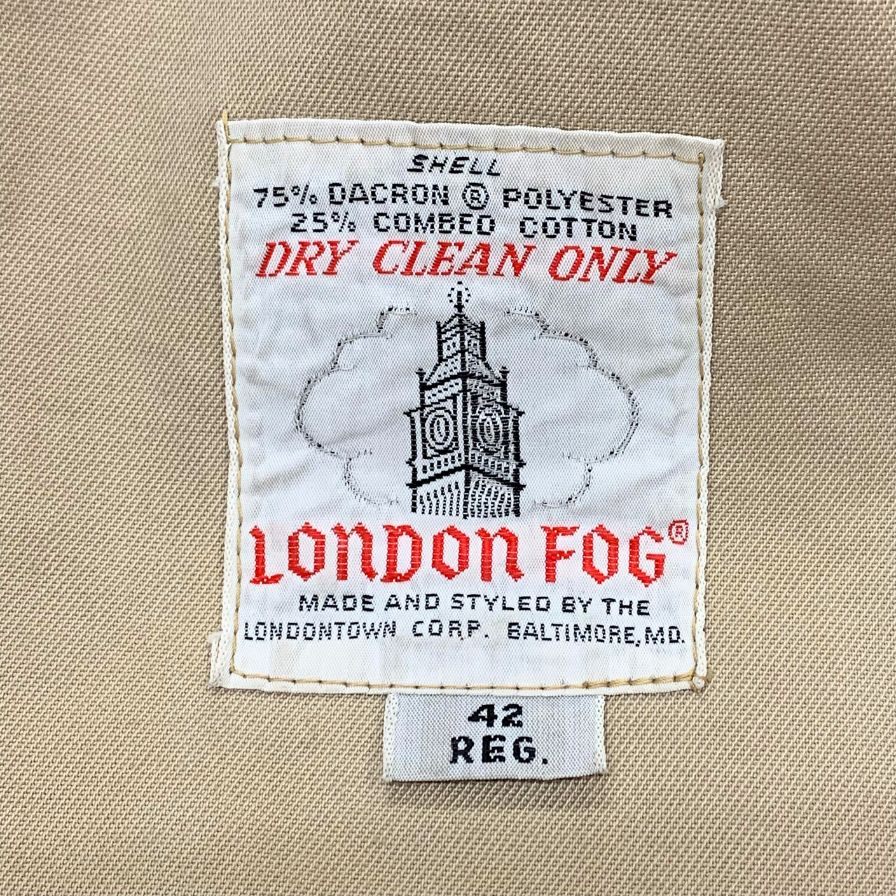 SHELL
75% DACRON ® POLYESTER
25% COMBED COTTON
DRY CLEAN ONLY
LONDON FOG®
MADE AND STYLED BY THE
LONDONTOWN CORP. BALTIMORE, MD.
42
REG.